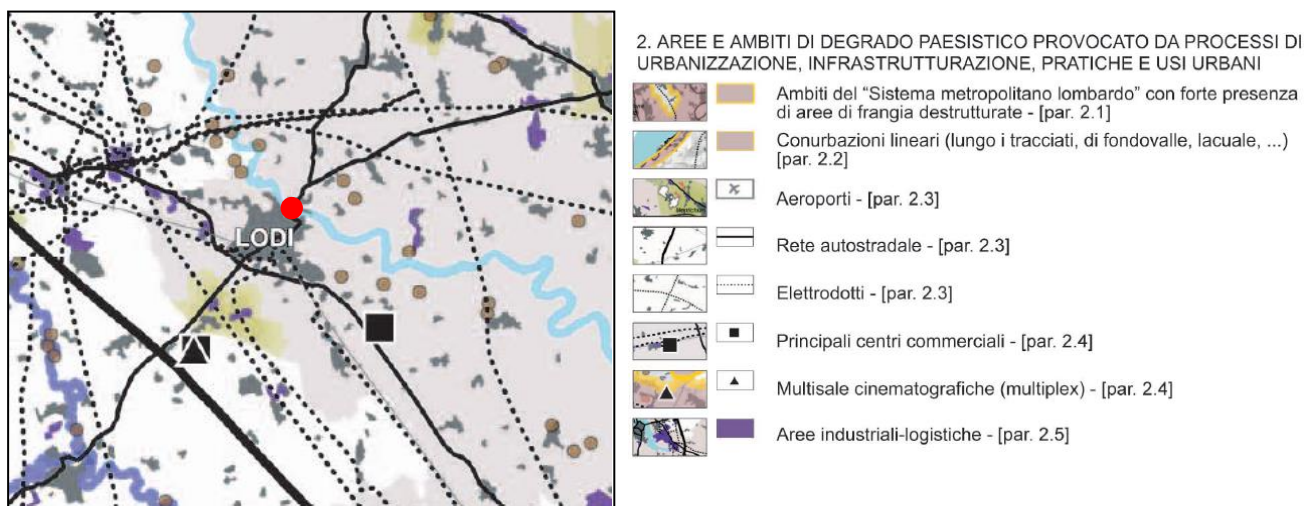 LODI
2. AREE E AMBITI DI DEGRADO PAESISTICO PROVOCATO DA PROCESSI DI
URBANIZZAZIONE, INFRASTRUTTURAZIONE, PRATICHE E USI URBANI
Ambiti del “Sistema metropolitano lombardo” con forte presenza
di aree di frangia destrutturate - [par. 2.1]
Conurbazioni lineari (lungo i tracciati, di fondovalle, lacuale, ...)
[par. 2.2]
Aeroporti - [par. 2.3]
Rete autostradale - [par. 2.3]
Elettrodotti - [par. 2.3]
Principali centri commerciali - [par. 2.4]
Multisale cinematografiche (multiplex) - [par. 2.4]
Aree industriali-logistiche - [par. 2.5]